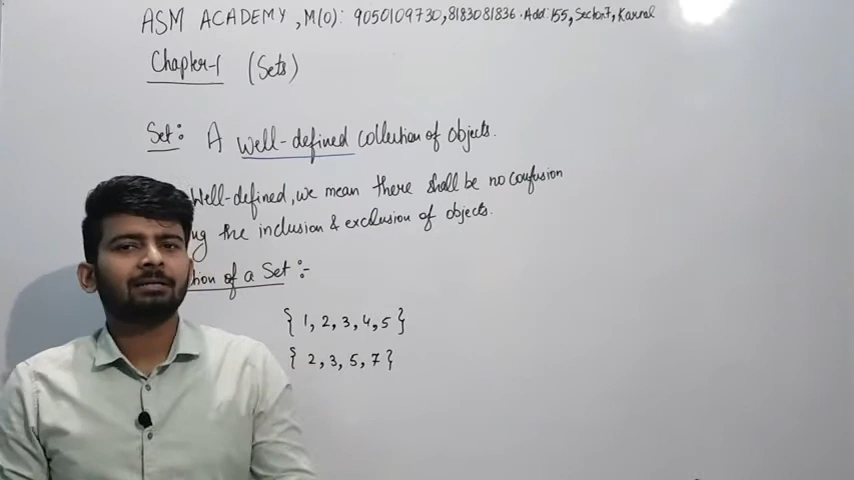 ASM ACADEMY, M(O): 9050109730, 8183081836. Add: 155, Sector 7, Karnal
Chapter-1 (Sets)
Set: A well-defined collection of objects.
Well-defined, we mean there shall be no confusion
the inclusion & exclusion of objects.
of a Set :-
{ 1, 2, 3, 4, 5 }
{ 2, 3, 5, 7 }